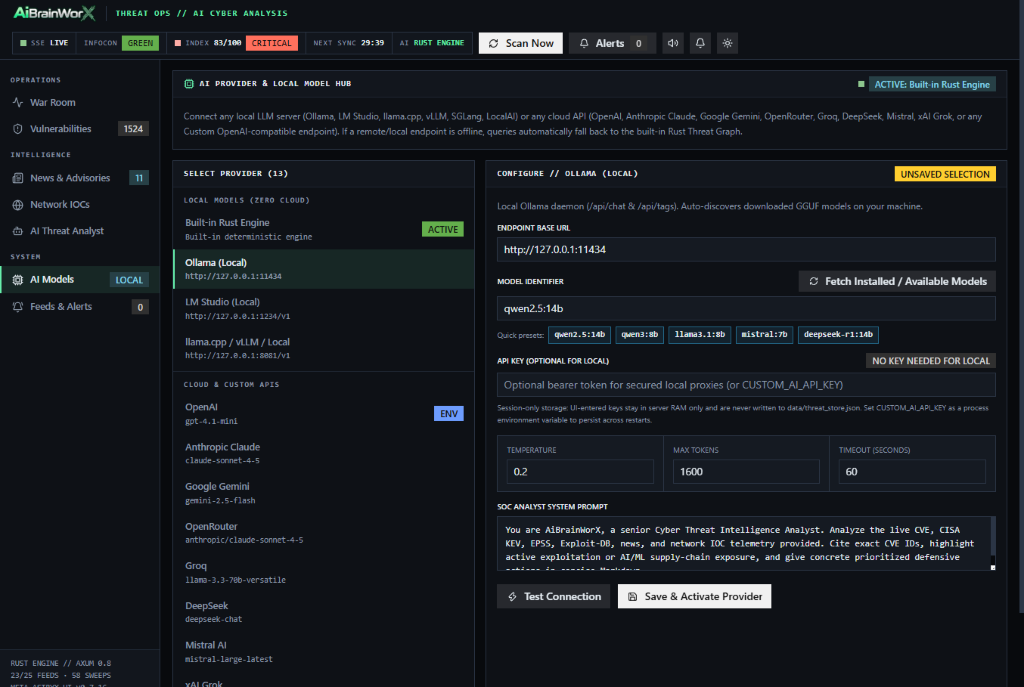 AiBrainWorX
THREAT OPS // AI CYBER ANALYSIS
SSE LIVE
INFOCON GREEN
INDEX 83/100 CRITICAL
NEXT SYNC 29:39
AI RUST ENGINE
Scan Now
Alerts 0
OPERATIONS
War Room
Vulnerabilities 1524
INTELLIGENCE
News & Advisories 11
Network IOCs
AI Threat Analyst
SYSTEM
AI Models LOCAL
Feeds & Alerts 0
RUST ENGINE // AXUM 0.8
23/25 FEEDS · 58 SWEEPS
AI PROVIDER & LOCAL MODEL HUB
ACTIVE: Built-in Rust Engine
Connect any local LLM server (Ollama, LM Studio, llama.cpp, vLLM, SGLang, LocalAI) or any cloud API (OpenAI, Anthropic Claude, Google Gemini, OpenRouter, Groq, DeepSeek, Mistral, xAI Grok, or any
Custom OpenAI-compatible endpoint). If a remote/local endpoint is offline, queries automatically fall back to the built-in Rust Threat Graph.
SELECT PROVIDER (13)
LOCAL MODELS (ZERO CLOUD)
Built-in Rust Engine
Built-in deterministic engine
ACTIVE
Ollama (Local)
http://127.0.0.1:11434
LM Studio (Local)
http://127.0.0.1:1234/v1
llama.cpp / vLLM / Local
http://127.0.0.1:8081/v1
CLOUD & CUSTOM APIS
OpenAI
gpt-4.1-mini
ENV
Anthropic Claude
claude-sonnet-4-5
Google Gemini
gemini-2.5-flash
OpenRouter
anthropic/claude-sonnet-4-5
Groq
llama-3.3-70b-versatile
DeepSeek
deepseek-chat
Mistral AI
mistral-large-latest
xAI Grok
CONFIGURE // OLLAMA (LOCAL)
UNSAVED SELECTION
Local Ollama daemon (/api/chat & /api/tags). Auto-discovers downloaded GGUF models on your machine.
ENDPOINT BASE URL
http://127.0.0.1:11434
MODEL IDENTIFIER
Fetch Installed / Available Models
qwen2.5:14b
Quick presets: qwen2.5:14b qwen3:8b llama3.1:8b mistral:7b deepseek-r1:14b
API KEY (OPTIONAL FOR LOCAL)
NO KEY NEEDED FOR LOCAL
Optional bearer token for secured local proxies (or CUSTOM_AI_API_KEY)
Session-only storage: UI-entered keys stay in server RAM only and are never written to data/threat_store.json. Set CUSTOM_AI_API_KEY as a process
environment variable to persist across restarts.
TEMPERATURE
0.2
MAX TOKENS
1600
TIMEOUT (SECONDS)
60
SOC ANALYST SYSTEM PROMPT
You are AiBrainWorX, a senior Cyber Threat Intelligence Analyst. Analyze the live CVE, CISA
KEV, EPSS, Exploit-DB, news, and network IOC telemetry provided. Cite exact CVE IDs, highlight
active exploitation or AI/ML supply-chain exposure, and give concrete prioritized defensive
Test Connection
Save & Activate Provider